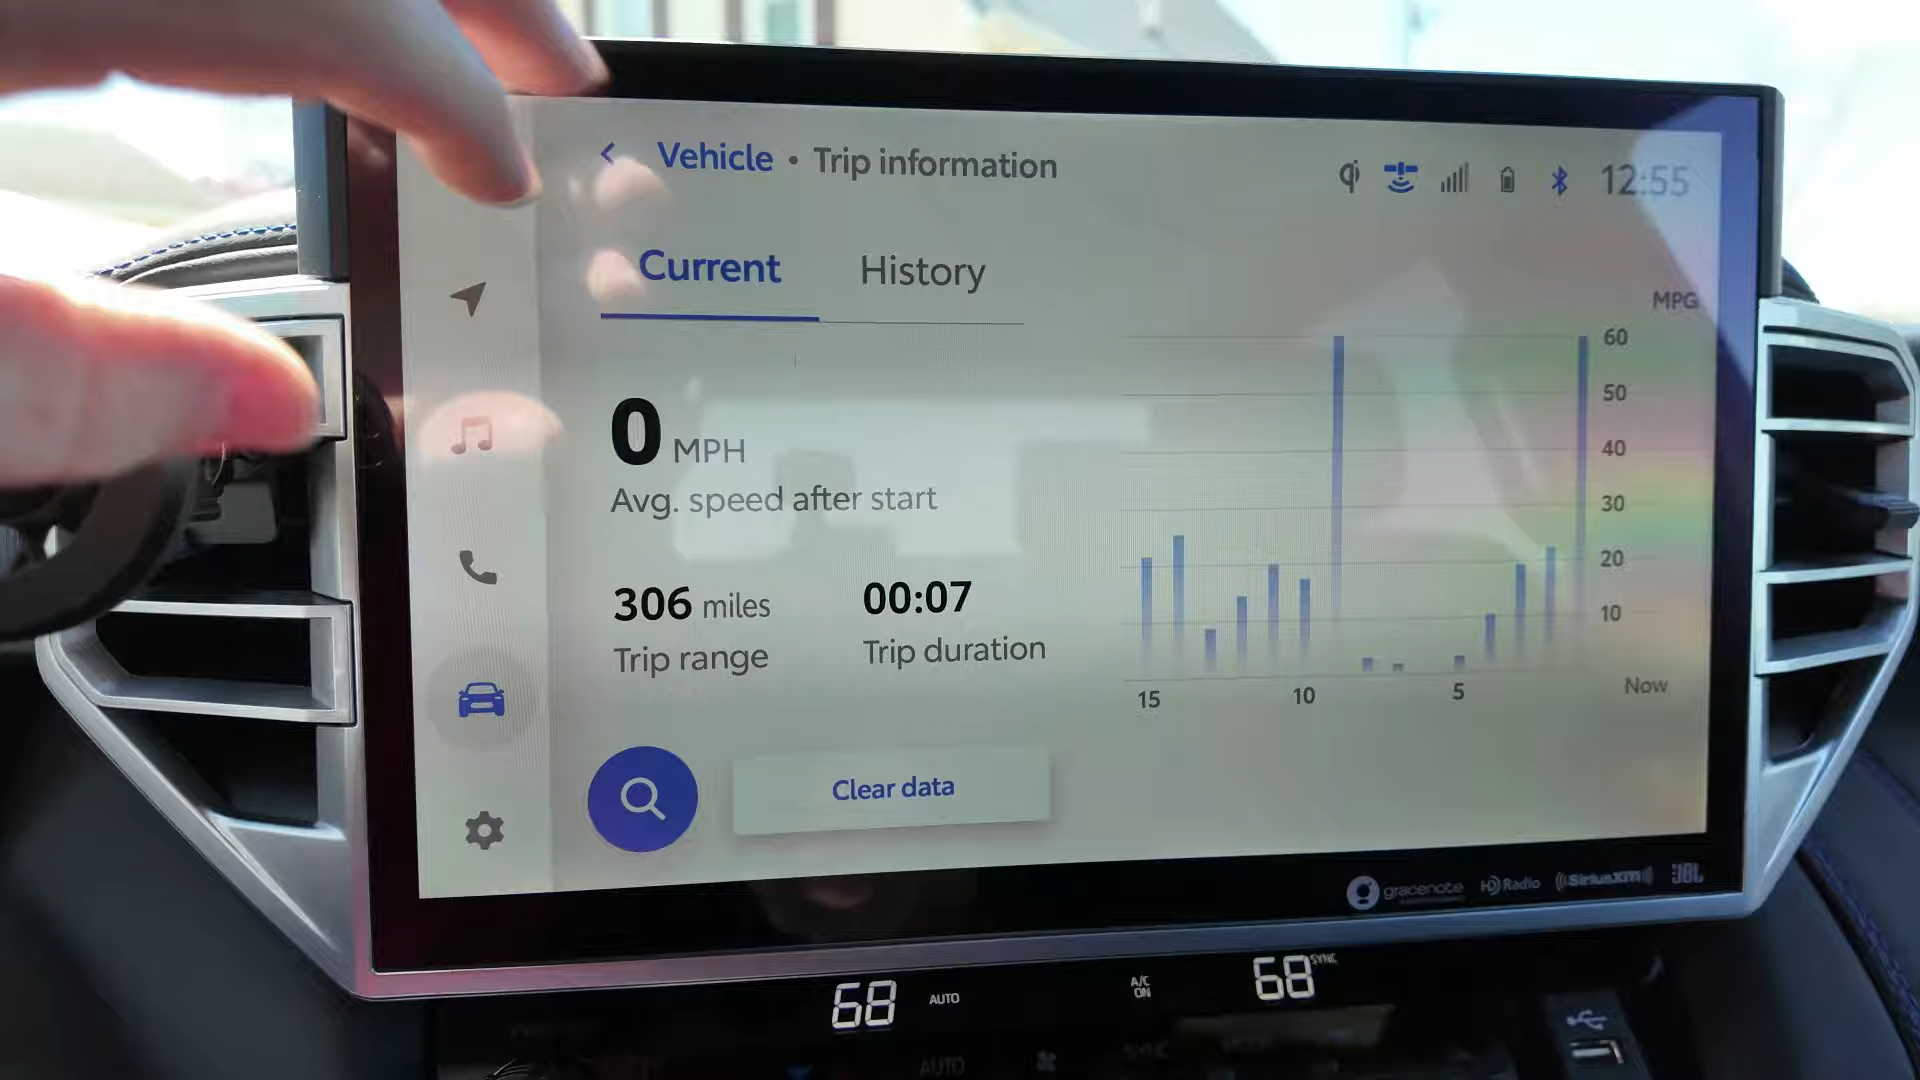 Vehicle • Trip information
12:55
Current History
MPG
60
50
40
30
20
10
15 10 5 Now
0 MPH
Avg. speed after start
306 miles
Trip range
00:07
Trip duration
Clear data
gracenote HD Radio SiriusXM JBL
68 AUTO A/C ON 68 SYNC
AUTO